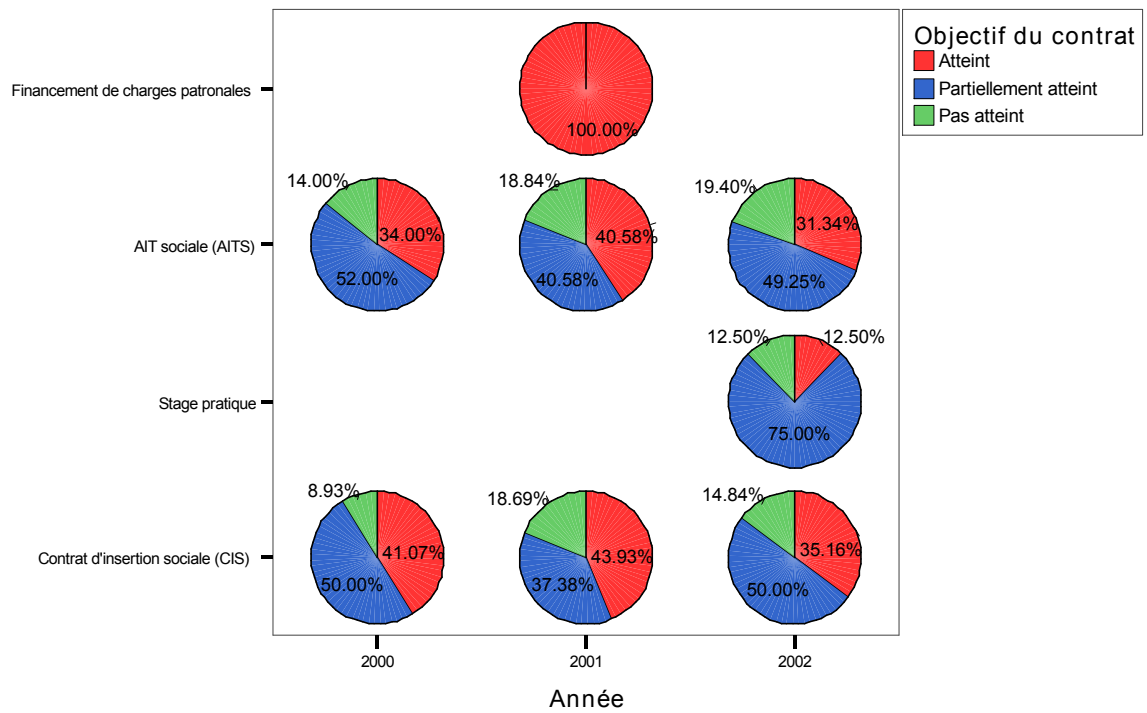 Objectif du contrat
Atteint
Partiellement atteint
Pas atteint
Financement de charges patronales
100.00%
AIT sociale (AITS)
14.00%
34.00%
52.00%
18.84%
40.58%
40.58%
19.40%
31.34%
49.25%
Stage pratique
12.50%
12.50%
75.00%
Contrat d'insertion sociale (CIS)
8.93%
41.07%
50.00%
18.69%
43.93%
37.38%
14.84%
35.16%
50.00%
2000
2001
2002
Année